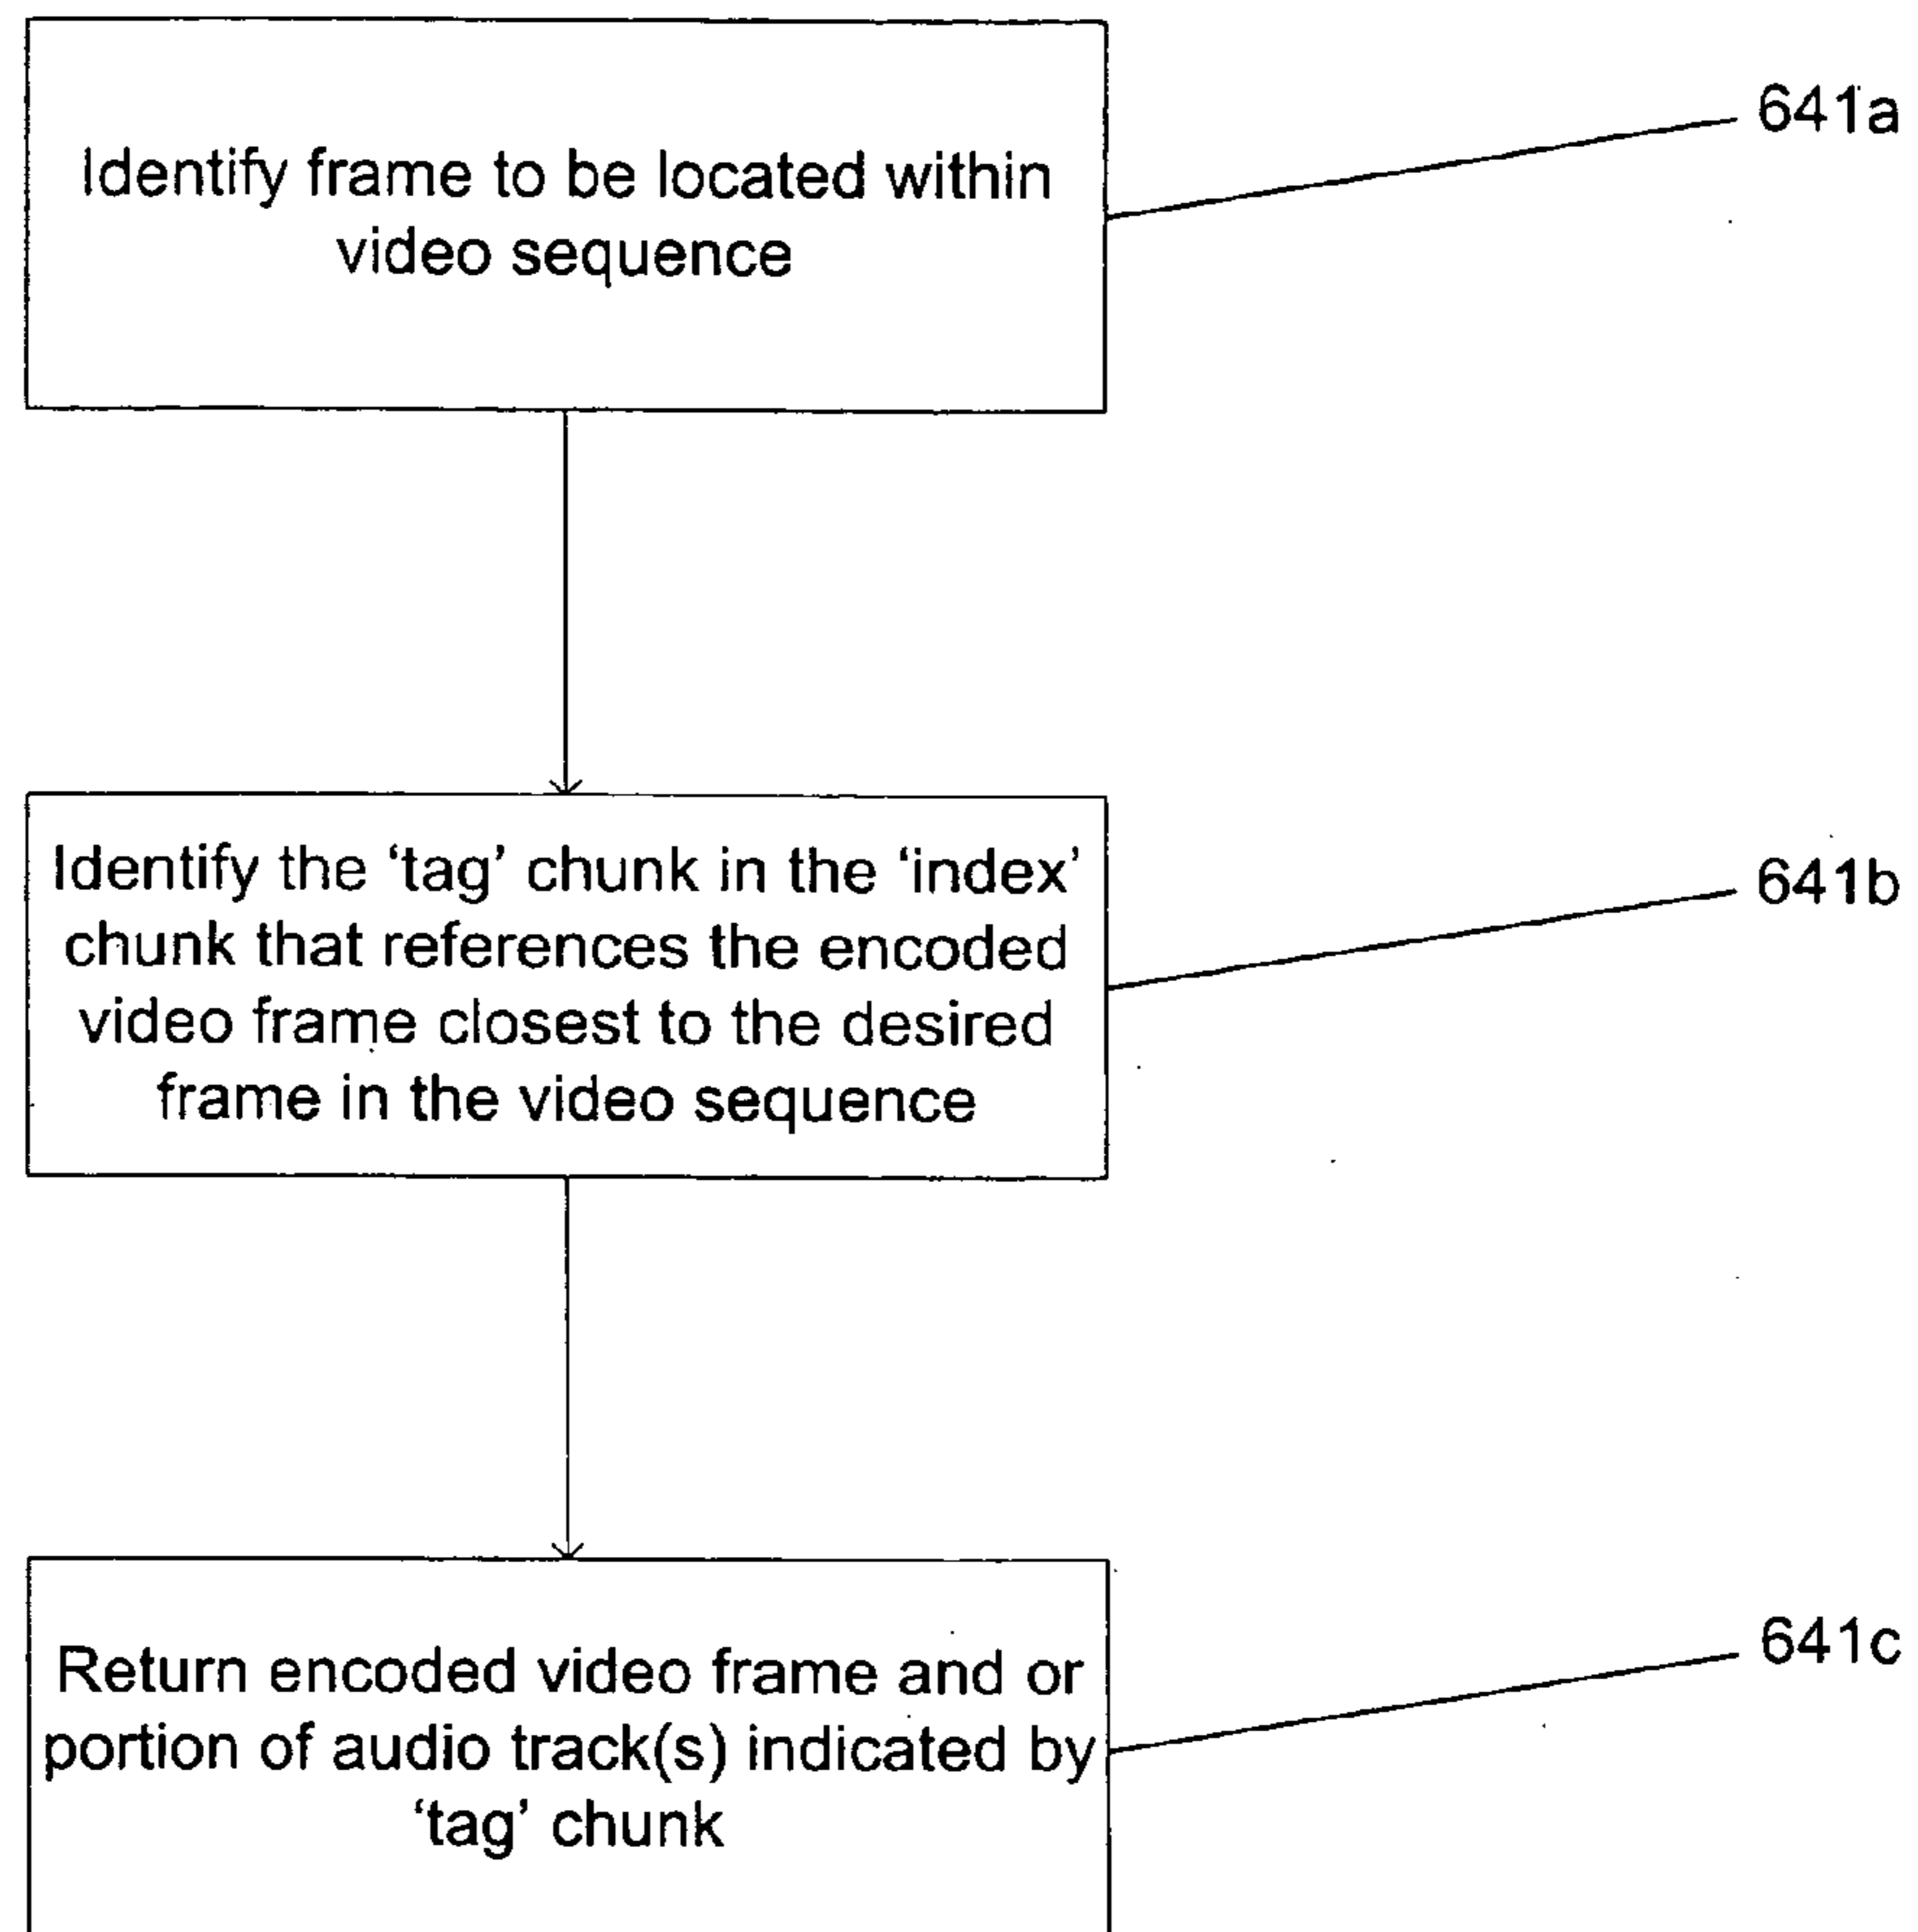 641a
Identify frame to be located within
video sequence
641b
Identify the ‘tag’ chunk in the ‘index’
chunk that references the encoded
video frame closest to the desired
frame in the video sequence
641c
Return encoded video frame and or
portion of audio track(s) indicated by
‘tag’ chunk